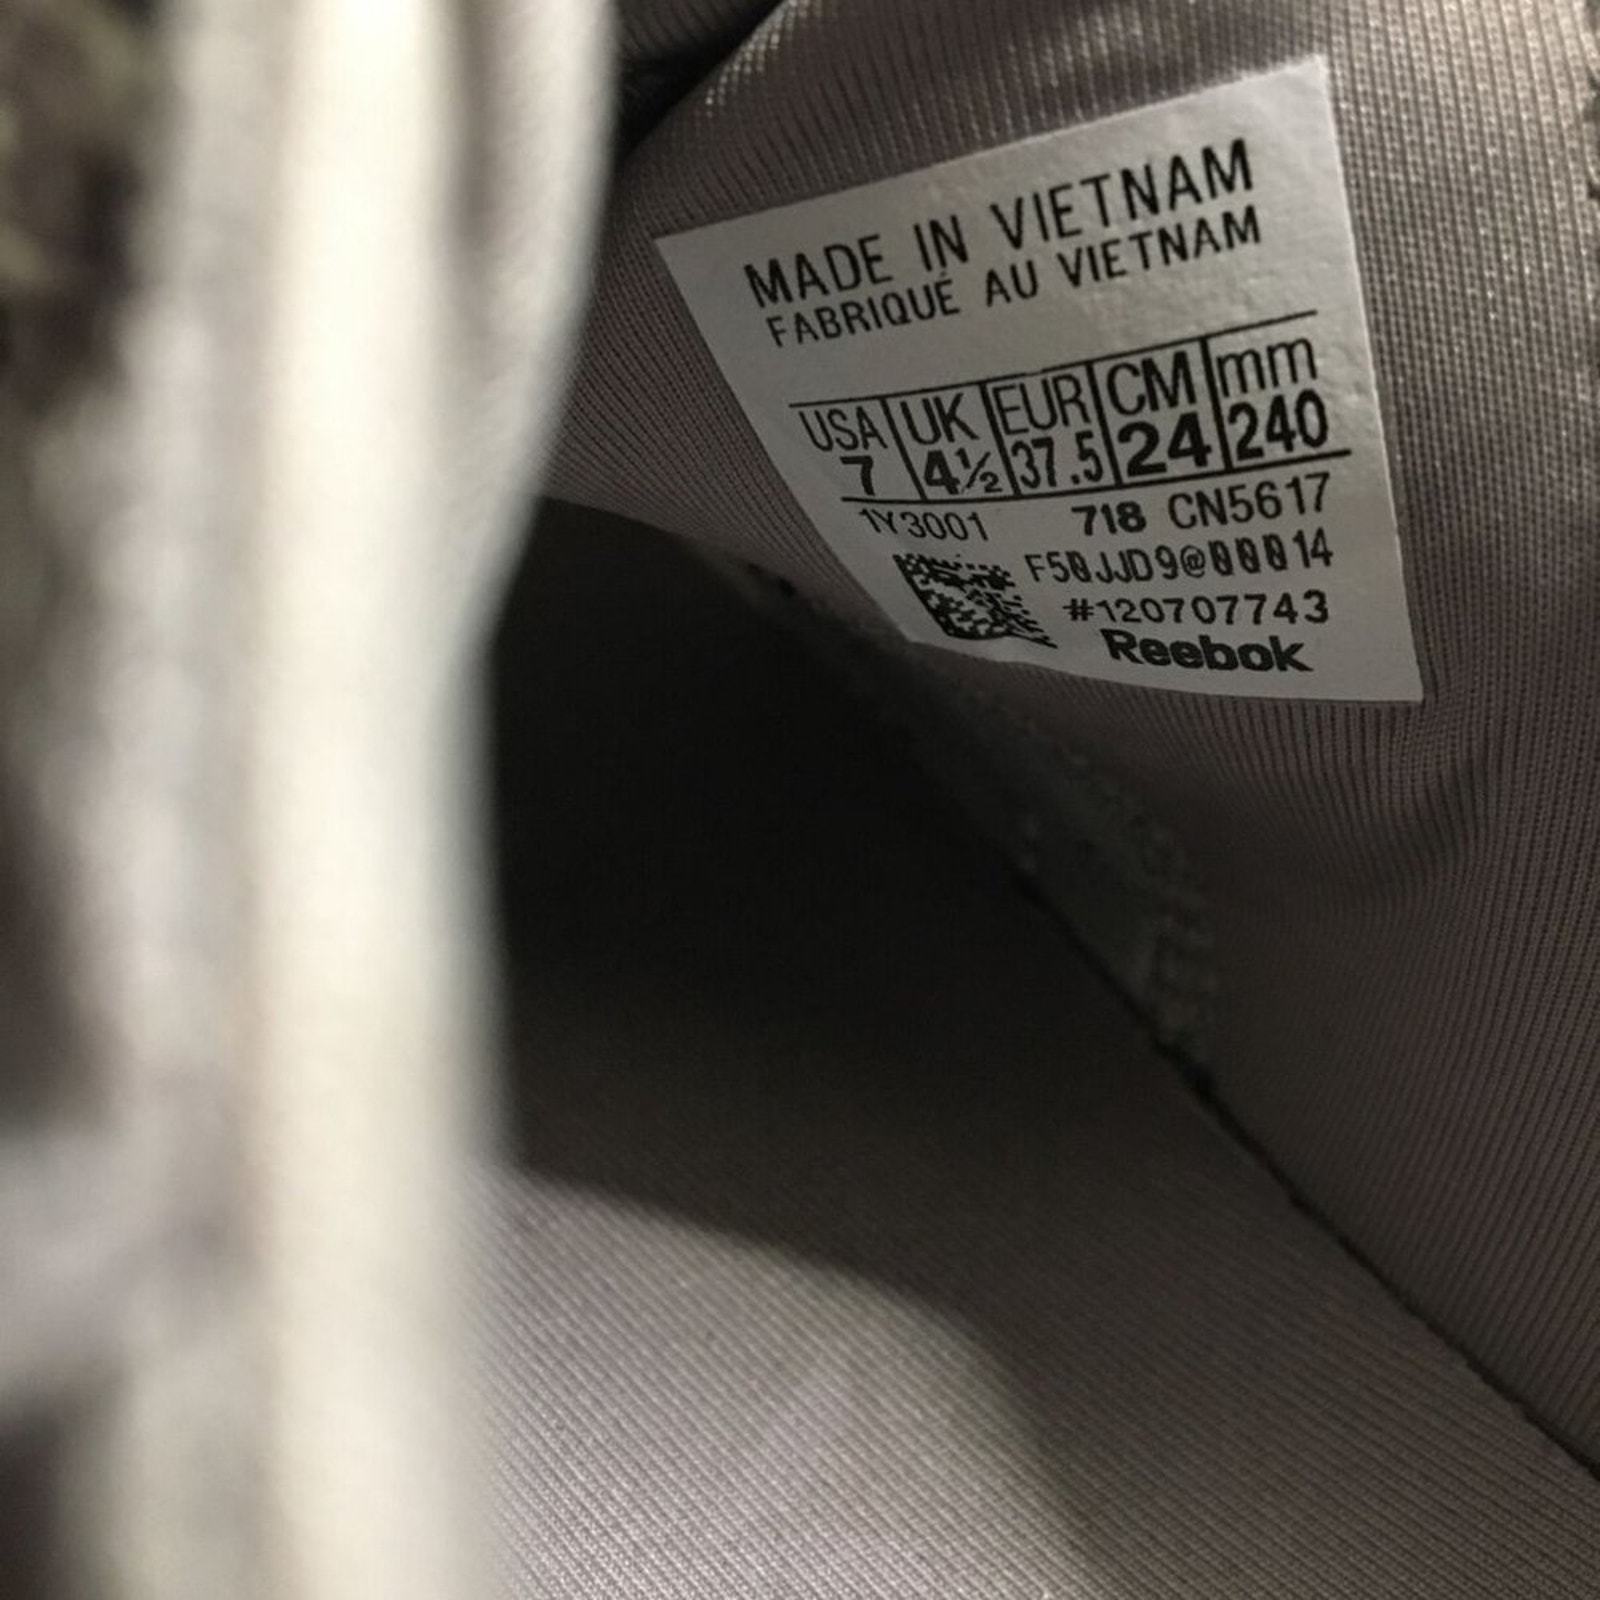 MADE IN VIETNAM
FABRIQUÉ AU VIETNAM
USA UK EUR CM mm
7 4½ 37.5 24 240
1Y3001 718 CN5617
F50JJD9@00014
#120707743
Reebok